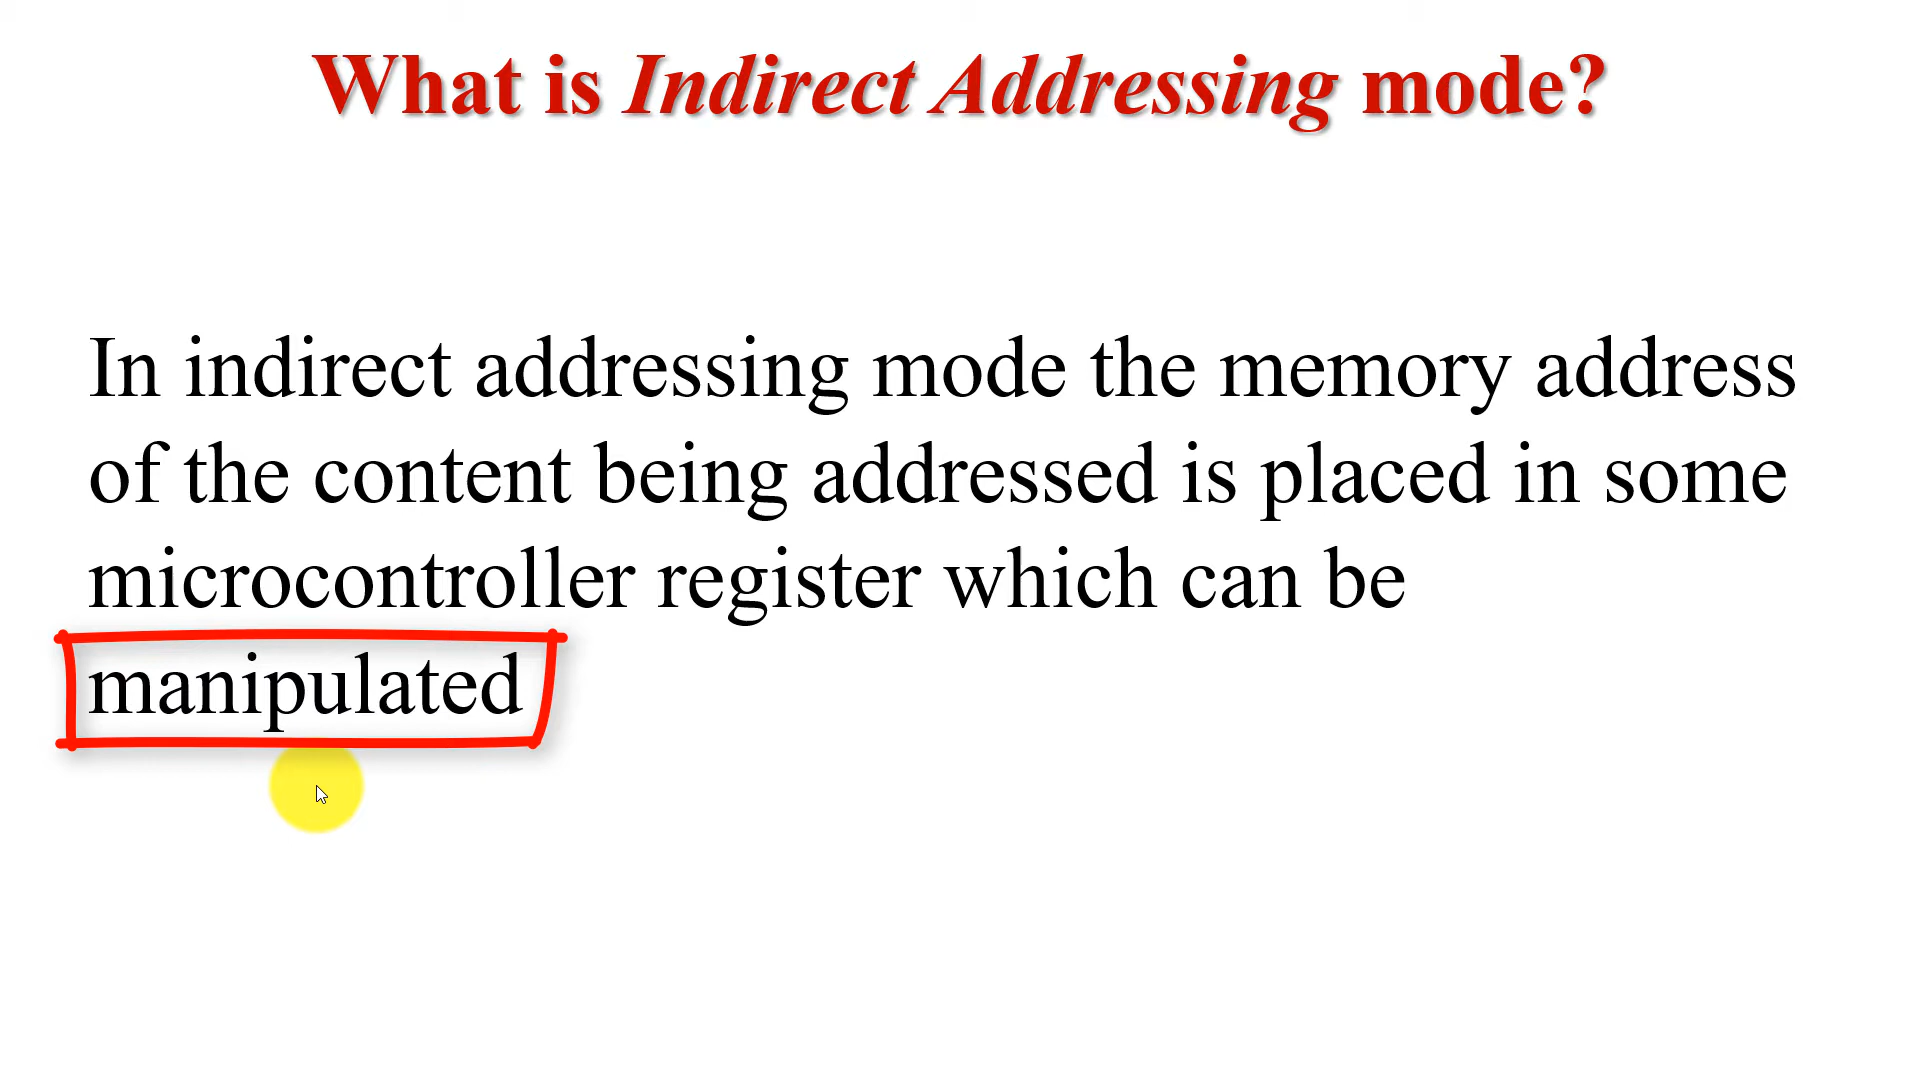 What is Indirect Addressing mode?
In indirect addressing mode the memory address
of the content being addressed is placed in some
microcontroller register which can be
manipulated